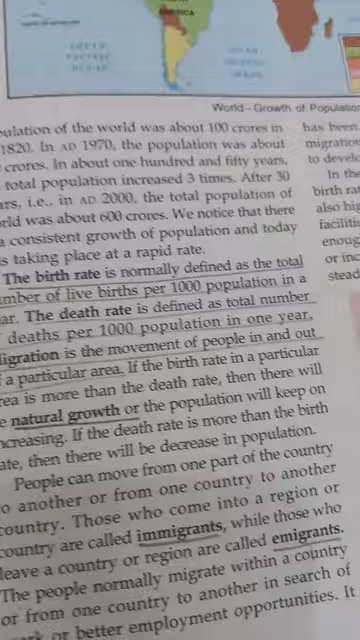 AMERICA
World - Growth of Populatio
pulation of the world was about 100 crores in
1820. In AD 1970, the population was about
crores. In about one hundred and fifty years,
total population increased 3 times. After 30
ars, i.e., in AD 2000, the total population of
orld was about 600 crores. We notice that there
a consistent growth of population and today
is taking place at a rapid rate.
The birth rate is normally defined as the total
umber of live births per 1000 population in a
ar. The death rate is defined as total number
deaths per 1000 population in one year.
igration is the movement of people in and out
a particular area. If the birth rate in a particular
rea is more than the death rate, then there will
e natural growth or the population will keep on
ncreasing. If the death rate is more than the birth
ate, then there will be decrease in population.
People can move from one part of the country
o another or from one country to another
country. Those who come into a region or
country are called immigrants, while those who
leave a country or region are called emigrants.
The people normally migrate within a country
or from one country to another in search of
or better employment opportunities. It
has been
migration
to develo
In the
birth rat
also hig
faciliti
enoug
or inc
stead